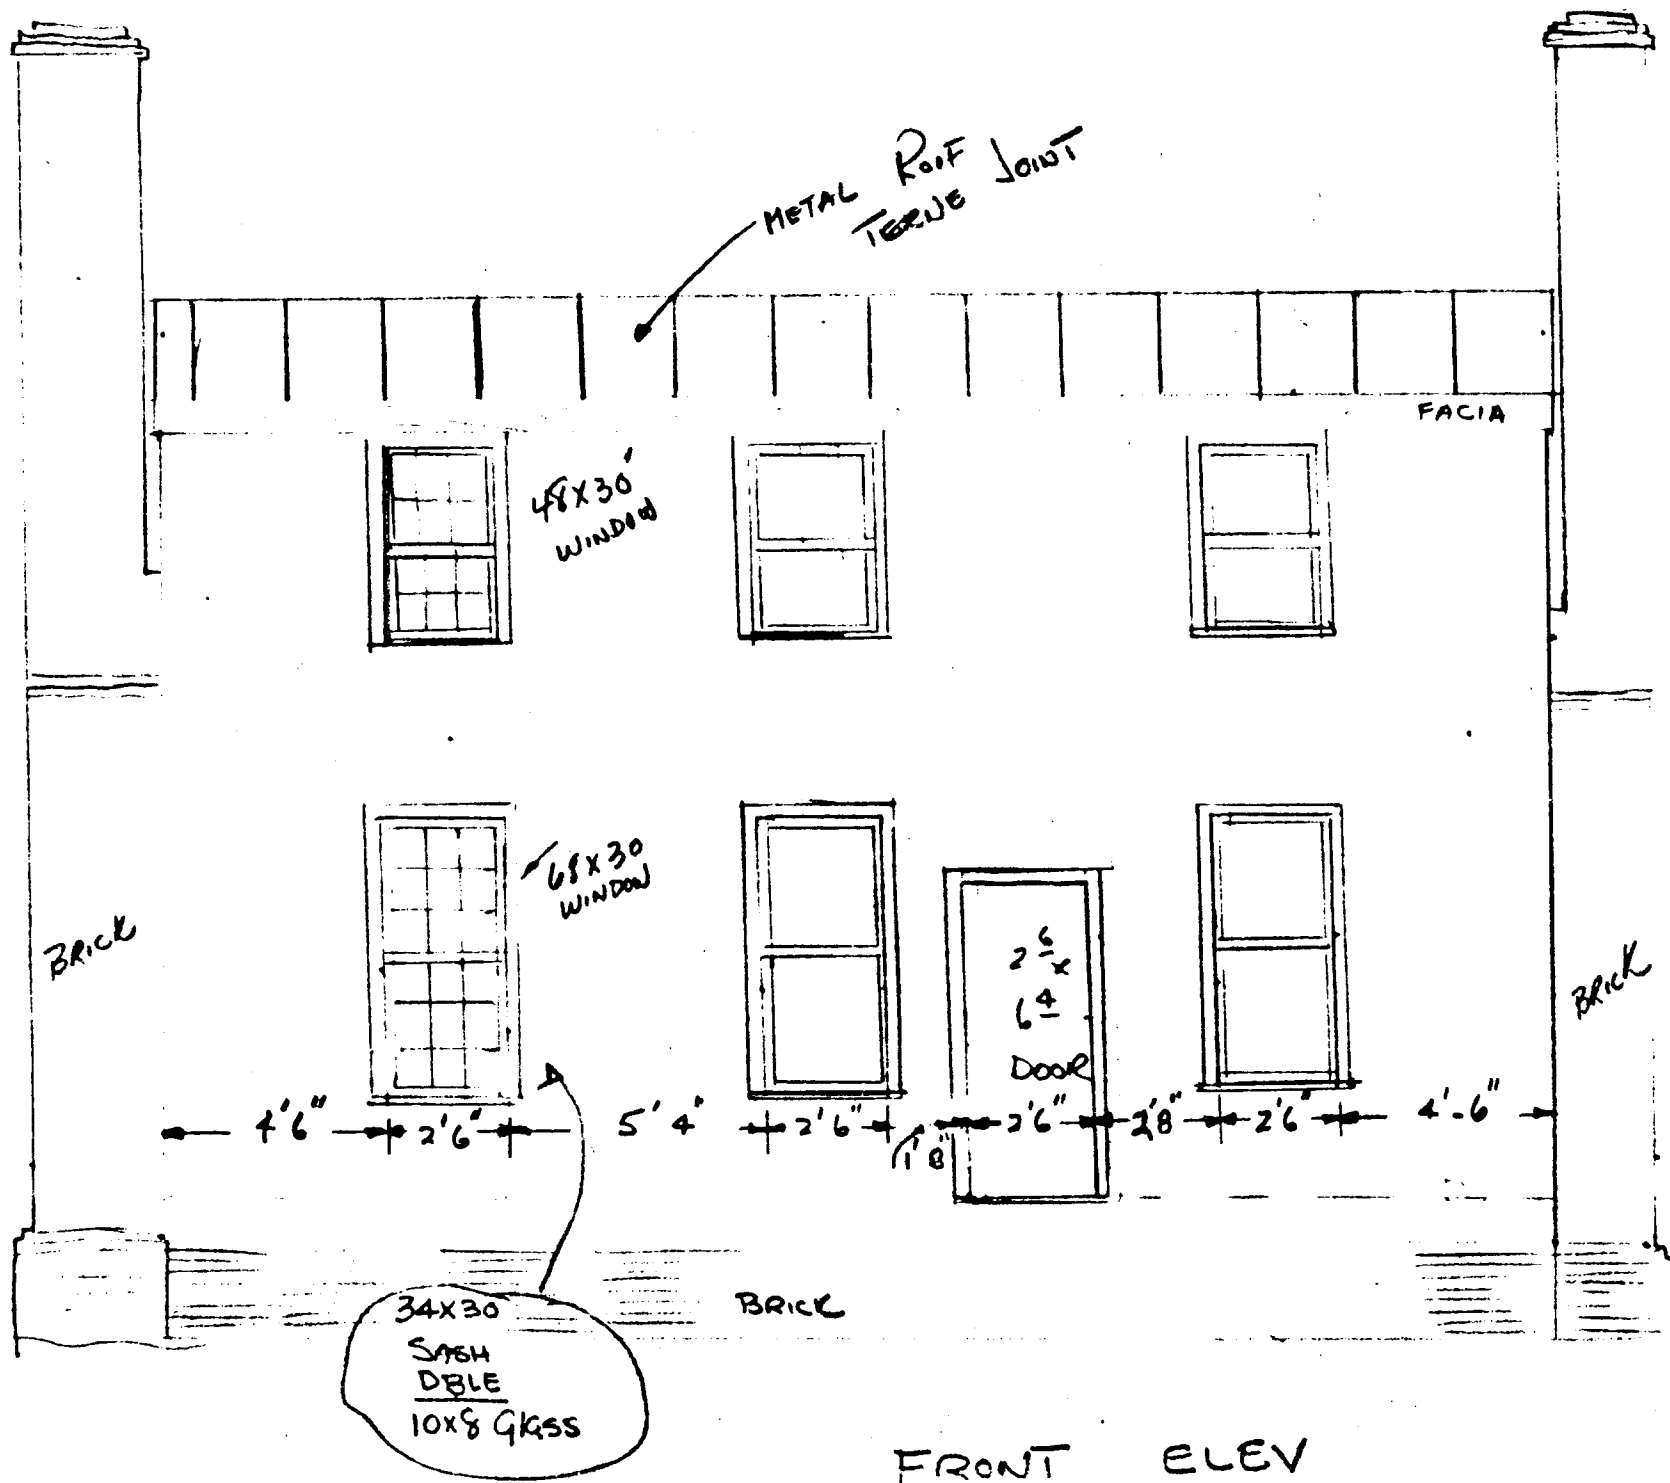 METAL ROOF JOINT
TERNE
FACIA
48X30'
WINDOW
68X30
WINDOW
BRICK
2 6 x
6 4
DOOR
BRICK
4'6" 2'6" 5'4" 2'6" 1'8" 2'6" 2'8" 2'6" 4'-6"
34X30
SASH
DBLE
10X8 GLASS
BRICK
FRONT ELEV